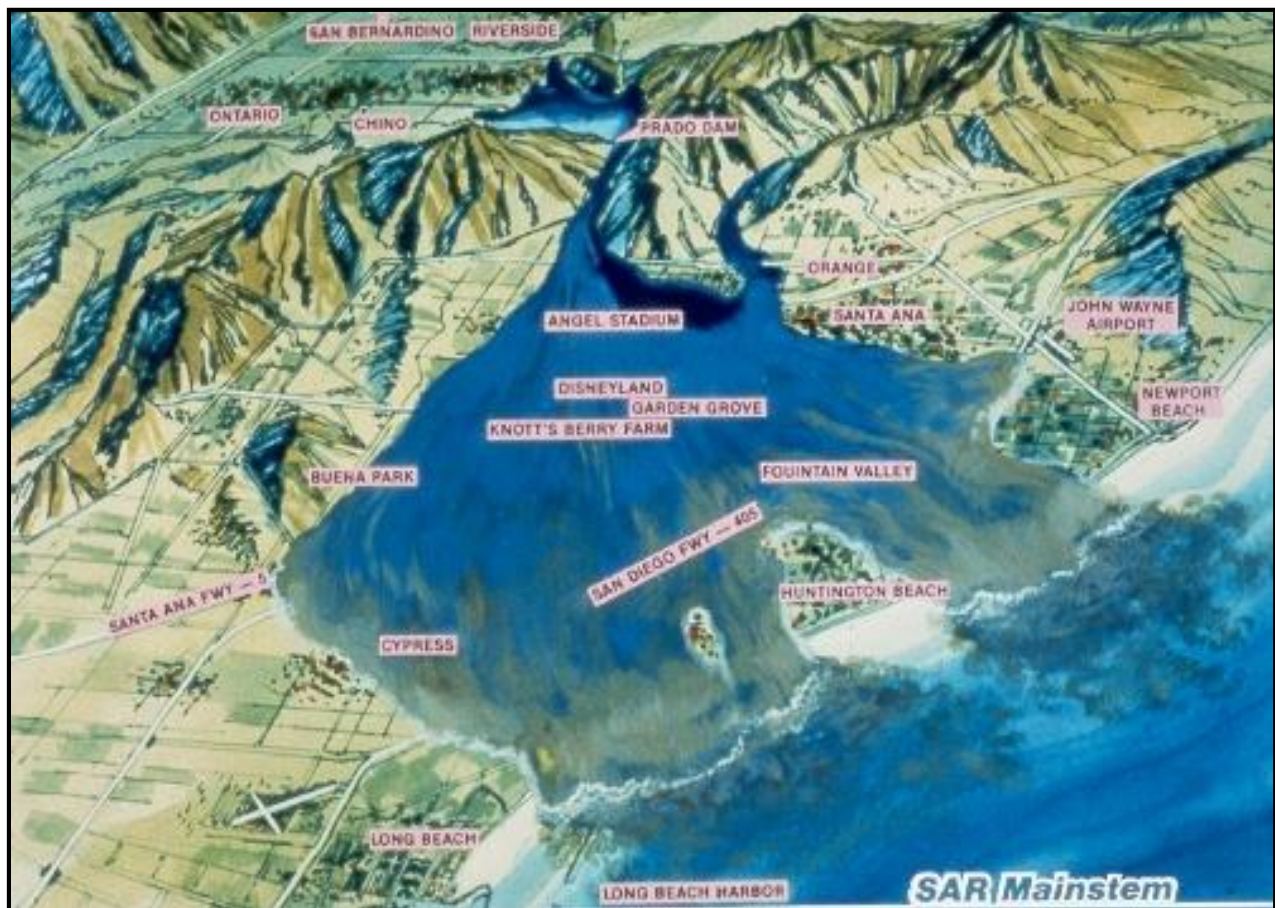 SAN BERNARDINO RIVERSIDE
ONTARIO
CHINO
PRADO DAM
ORANGE
ANGEL STADIUM
SANTA ANA
JOHN WAYNE
AIRPORT
DISHEYLAND
GARDEN GROVE
NEWPORT
BEACH
KNOTT'S BERRY FARM
BUENA PARK
FOUINTAIN VALLEY
SAN DIEGO FWY — 405
SANTA ANA FWY — 5
HUNTINGTON BEACH
CYPRESS
LONG BEACH
LONG BEACH HARBOR
SAR Mainstem